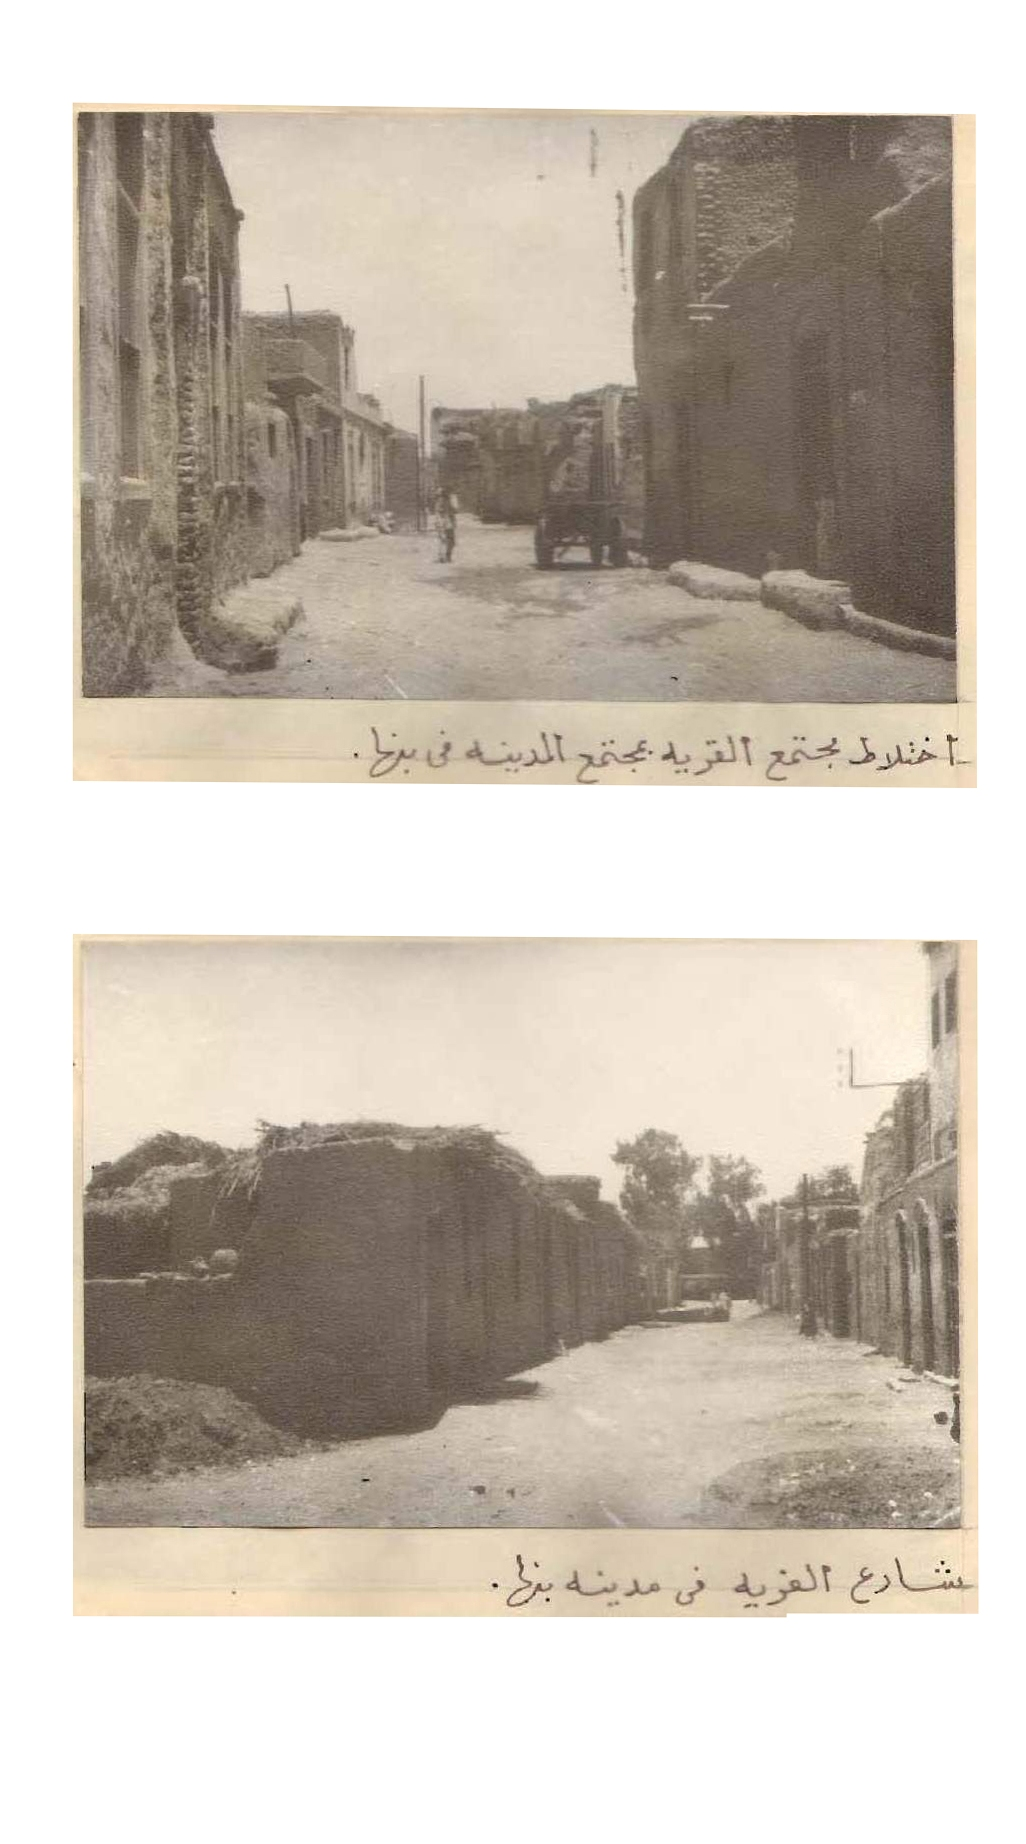 اختلاط مجتمع القريه بمجتمع المدينه فى بنها.
شارع القريه فى مدينه بنها.